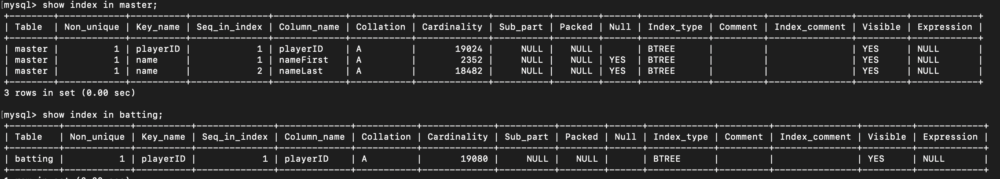 [mysql> show index in master;
+---------+------------+----------+--------------+-------------+-----------+-------------+----------+--------+------+------------+---------+---------------+---------+------------+
| Table   | Non_unique | Key_name | Seq_in_index | Column_name | Collation | Cardinality | Sub_part | Packed | Null | Index_type | Comment | Index_comment | Visible | Expression |
+---------+------------+----------+--------------+-------------+-----------+-------------+----------+--------+------+------------+---------+---------------+---------+------------+
| master |          1 | playerID |            1 | playerID    | A         |       19024 |     NULL |   NULL |      | BTREE      |         |               | YES     | NULL       |
| master |          1 | name     |            1 | nameFirst   | A         |        2352 |     NULL |   NULL | YES  | BTREE      |         |               | YES     | NULL       |
| master |          1 | name     |            2 | nameLast    | A         |       18482 |     NULL |   NULL | YES  | BTREE      |         |               | YES     | NULL       |
+---------+------------+----------+--------------+-------------+-----------+-------------+----------+--------+------+------------+---------+---------------+---------+------------+
3 rows in set (0.00 sec)
[mysql> show index in batting;
+---------+------------+----------+--------------+-------------+-----------+-------------+----------+--------+------+------------+---------+---------------+---------+------------+
| Table   | Non_unique | Key_name | Seq_in_index | Column_name | Collation | Cardinality | Sub_part | Packed | Null | Index_type | Comment | Index_comment | Visible | Expression |
+---------+------------+----------+--------------+-------------+-----------+-------------+----------+--------+------+------------+---------+---------------+---------+------------+
| batting |          1 | playerID |            1 | playerID    | A         |       19080 |     NULL |   NULL |      | BTREE      |         |               | YES     | NULL       |
+---------+------------+----------+--------------+-------------+-----------+-------------+----------+--------+------+------------+---------+---------------+---------+------------+